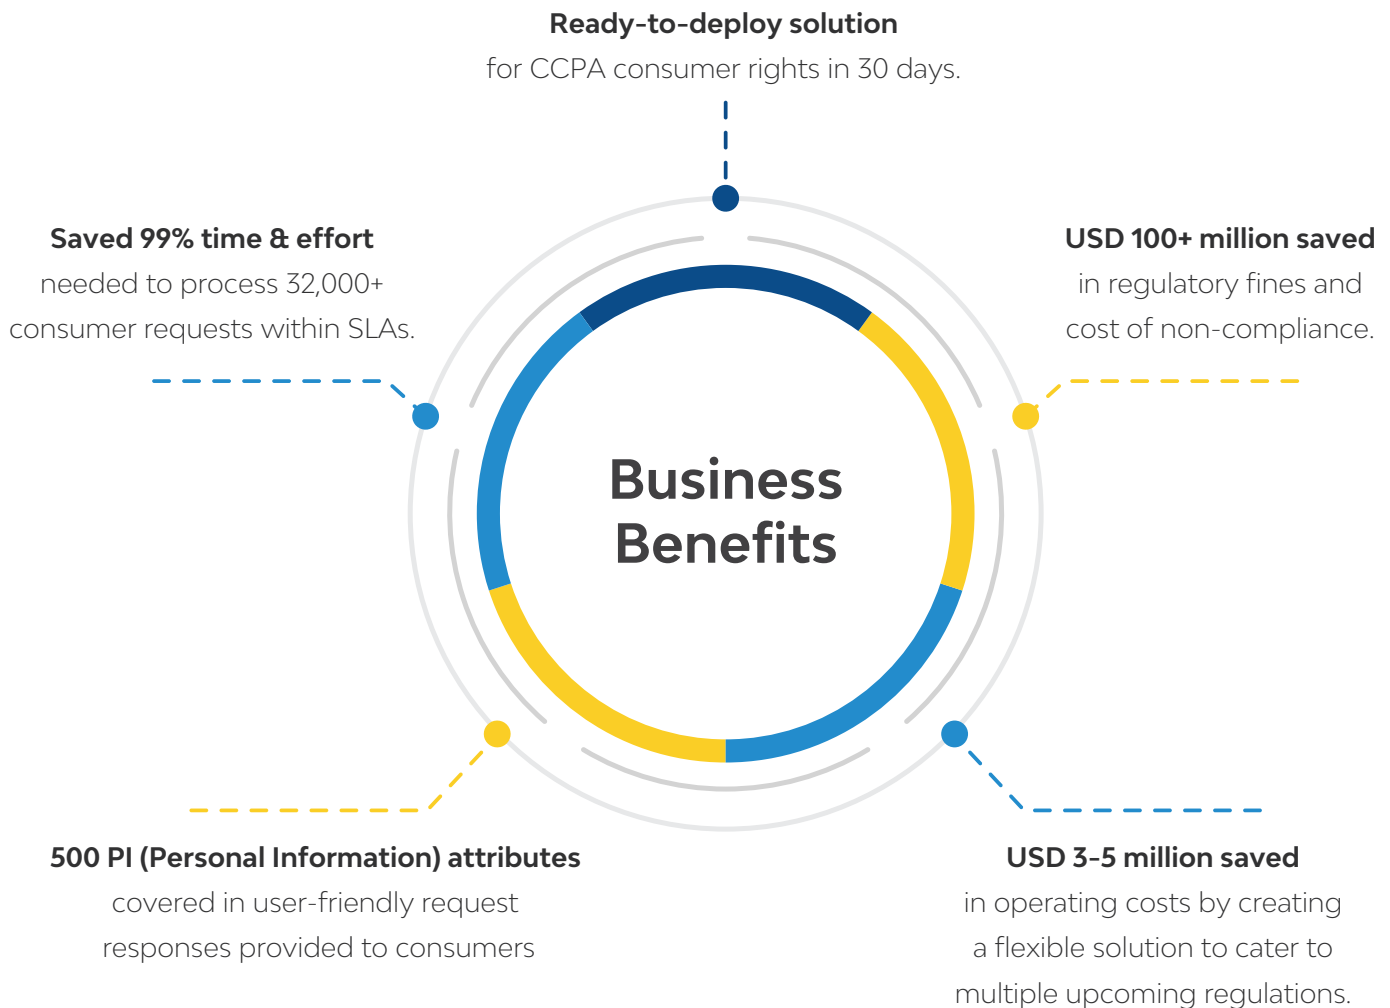 Ready-to-deploy solution
for CCPA consumer rights in 30 days.
Saved 99% time & effort
needed to process 32,000+
consumer requests within SLAs.
USD 100+ million saved
in regulatory fines and
cost of non-compliance.
Business
Benefits
500 PI (Personal Information) attributes
covered in user-friendly request
responses provided to consumers
USD 3-5 million saved
in operating costs by creating
a flexible solution to cater to
multiple upcoming regulations.